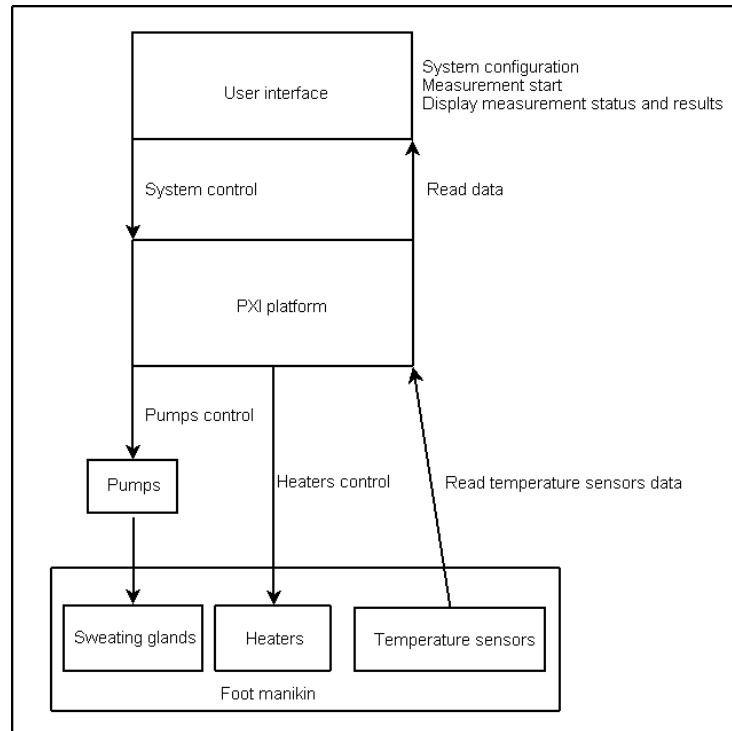 User interface
System configuration
Measurement start
Display measurement status and results
System control
Read data
PXI platform
Pumps control
Pumps
Heaters control
Read temperature sensors data
Sweating glands
Heaters
Temperature sensors
Foot manikin